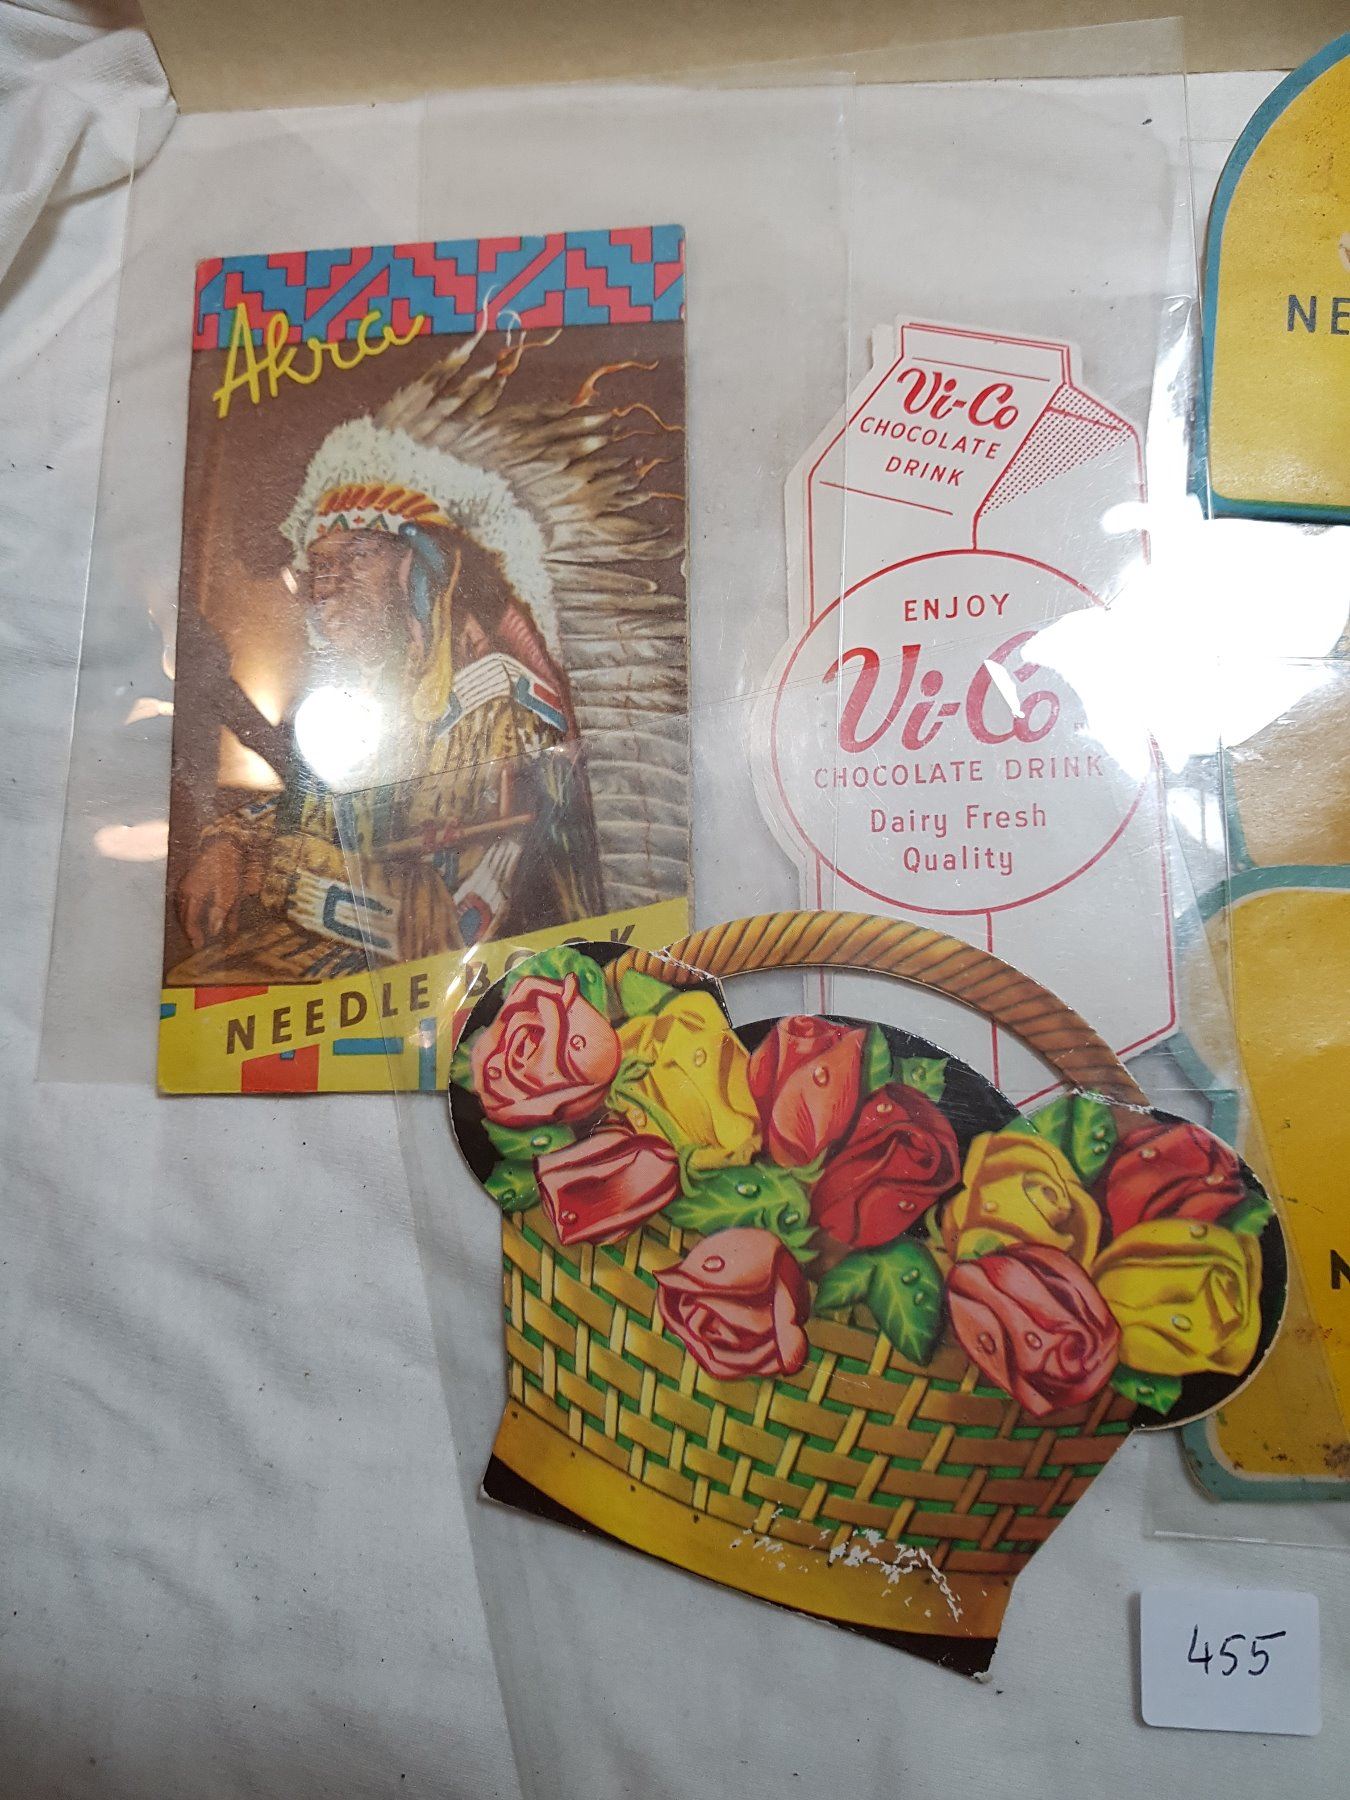 Akra
NEEDLE BOOK
Vi-Co
CHOCOLATE
DRINK
ENJOY
Vi-Co
CHOCOLATE DRINK
Dairy Fresh
Quality
NE
N
455